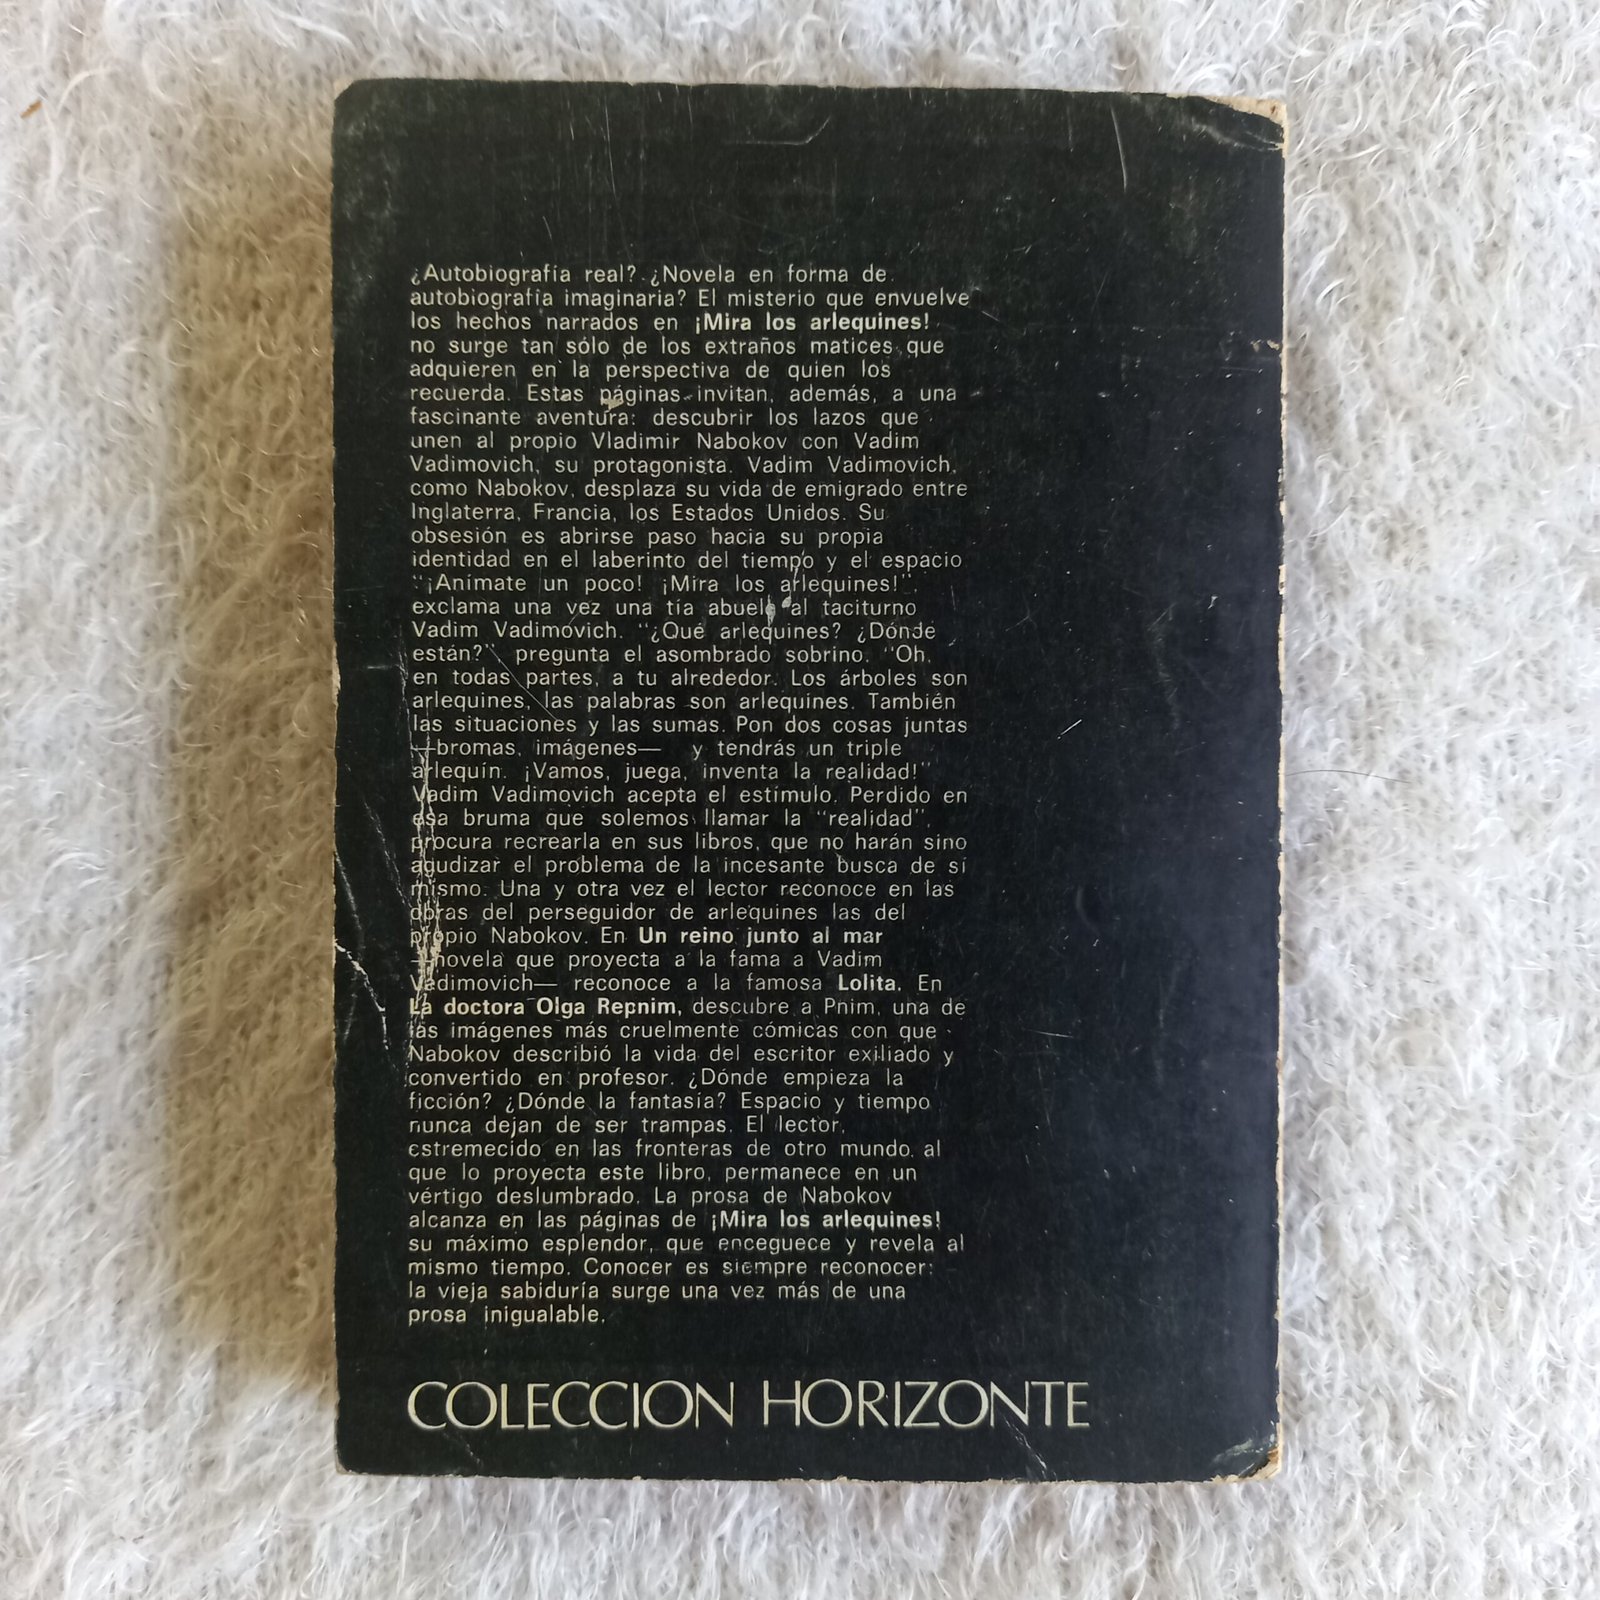 ¿Autobiografía real? ¿Novela en forma de
autobiografía imaginaria? El misterio que envuelve
los hechos narrados en ¡Mira los arlequines!
no surge tan sólo de los extraños matices que
adquieren en la perspectiva de quien los
recuerda. Estas páginas invitan, además, a una
fascinante aventura: descubrir los lazos que
unen al propio Vladimir Nabokov con Vadim
Vadimovich, su protagonista. Vadim Vadimovich,
como Nabokov, desplaza su vida de emigrado entre
Inglaterra, Francia, los Estados Unidos. Su
obsesión es abrirse paso hacia su propia
identidad en el laberinto del tiempo y el espacio
"¡Anímate un poco! ¡Mira los arlequines!",
exclama una vez una tía abuela al taciturno
Vadim Vadimovich. "¿Qué arlequines? ¿Dónde
están?" pregunta el asombrado sobrino. "Oh,
en todas partes, a tu alrededor. Los árboles son
arlequines, las palabras son arlequines. También
las situaciones y las sumas. Pon dos cosas juntas
—bromas, imágenes— y tendrás un triple
arlequín. ¡Vamos, juega, inventa la realidad!"
Vadim Vadimovich acepta el estímulo. Perdido en
esa bruma que solemos llamar la "realidad",
procura recrearla en sus libros, que no harán sino
agudizar el problema de la incesante busca de sí
mismo. Una y otra vez el lector reconoce en las
obras del perseguidor de arlequines las del
propio Nabokov. En Un reino junto al mar
—novela que proyecta a la fama a Vadim
Vadimovich— reconoce a la famosa Lolita. En
La doctora Olga Repnim, descubre a Pnim, una de
las imágenes más cruelmente cómicas con que
Nabokov describió la vida del escritor exiliado y
convertido en profesor. ¿Dónde empieza la
ficción? ¿Dónde la fantasía? Espacio y tiempo
nunca dejan de ser trampas. El lector,
estremecido en las fronteras de otro mundo, al
que lo proyecta este libro, permanece en un
vértigo deslumbrado. La prosa de Nabokov
alcanza en las páginas de ¡Mira los arlequines!
su máximo esplendor, que enceguece y revela al
mismo tiempo. Conocer es siempre reconocer:
la vieja sabiduría surge una vez más de una
prosa inigualable.
COLECCION HORIZONTE